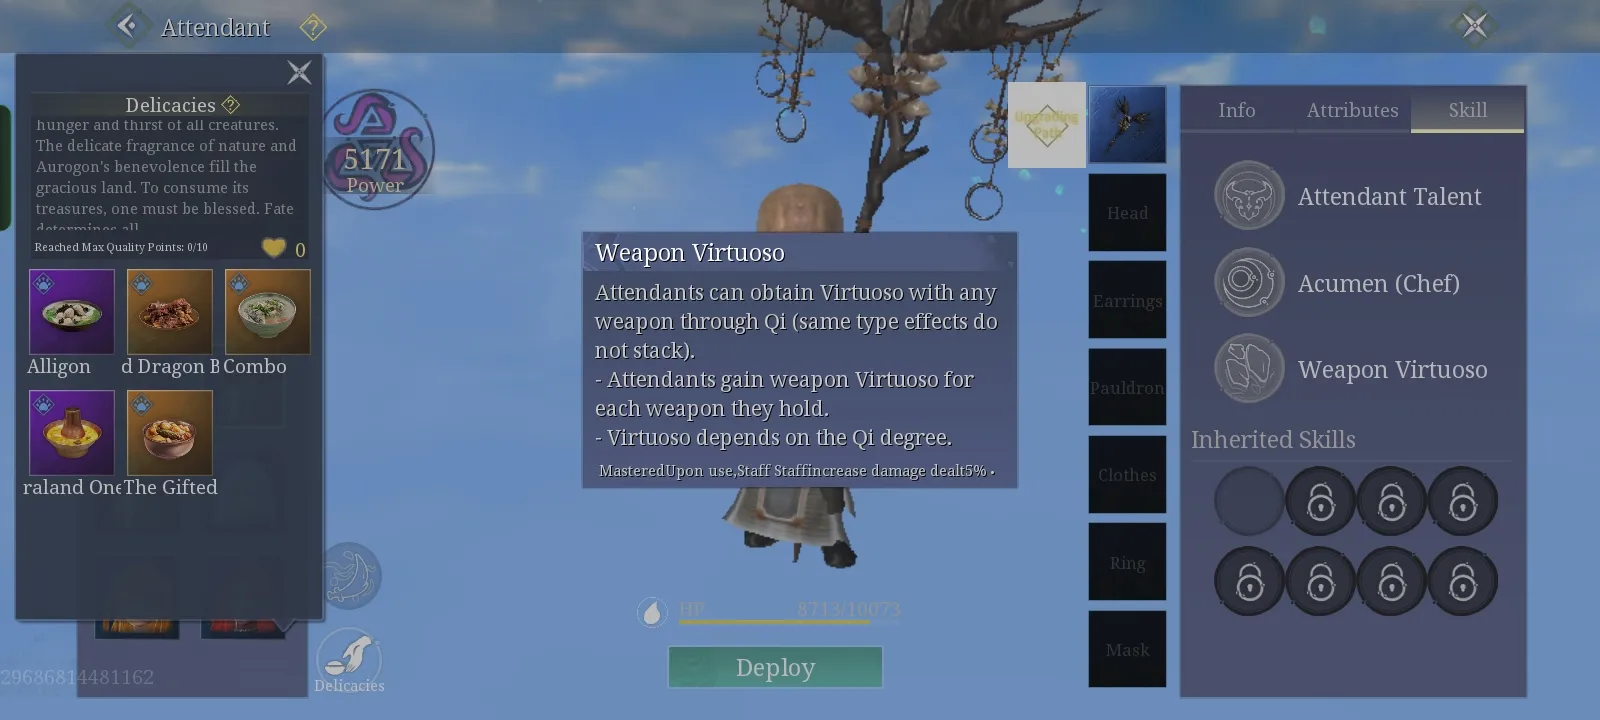 Attendant
?
Delicacies ?
hunger and thirst of all creatures.
The delicate fragrance of nature and
Aurogon's benevolence fill the
gracious land. To consume its
treasures, one must be blessed. Fate
determines all
Reached Max Quality Points: 0/10
0
Alligon
d Dragon B
Combo
raland One
The Gifted
29686814481162
5171
Power
Delicacies
Weapon Virtuoso
Attendants can obtain Virtuoso with any
weapon through Qi (same type effects do
not stack).
- Attendants gain weapon Virtuoso for
each weapon they hold.
- Virtuoso depends on the Qi degree.
MasteredUpon use,Staff Staffincrease damage dealt5% •
HP
8713/10073
Deploy
Upgrading
Path
Head
Earrings
Pauldron
Clothes
Ring
Mask
Info
Attributes
Skill
Attendant Talent
Acumen (Chef)
Weapon Virtuoso
Inherited Skills